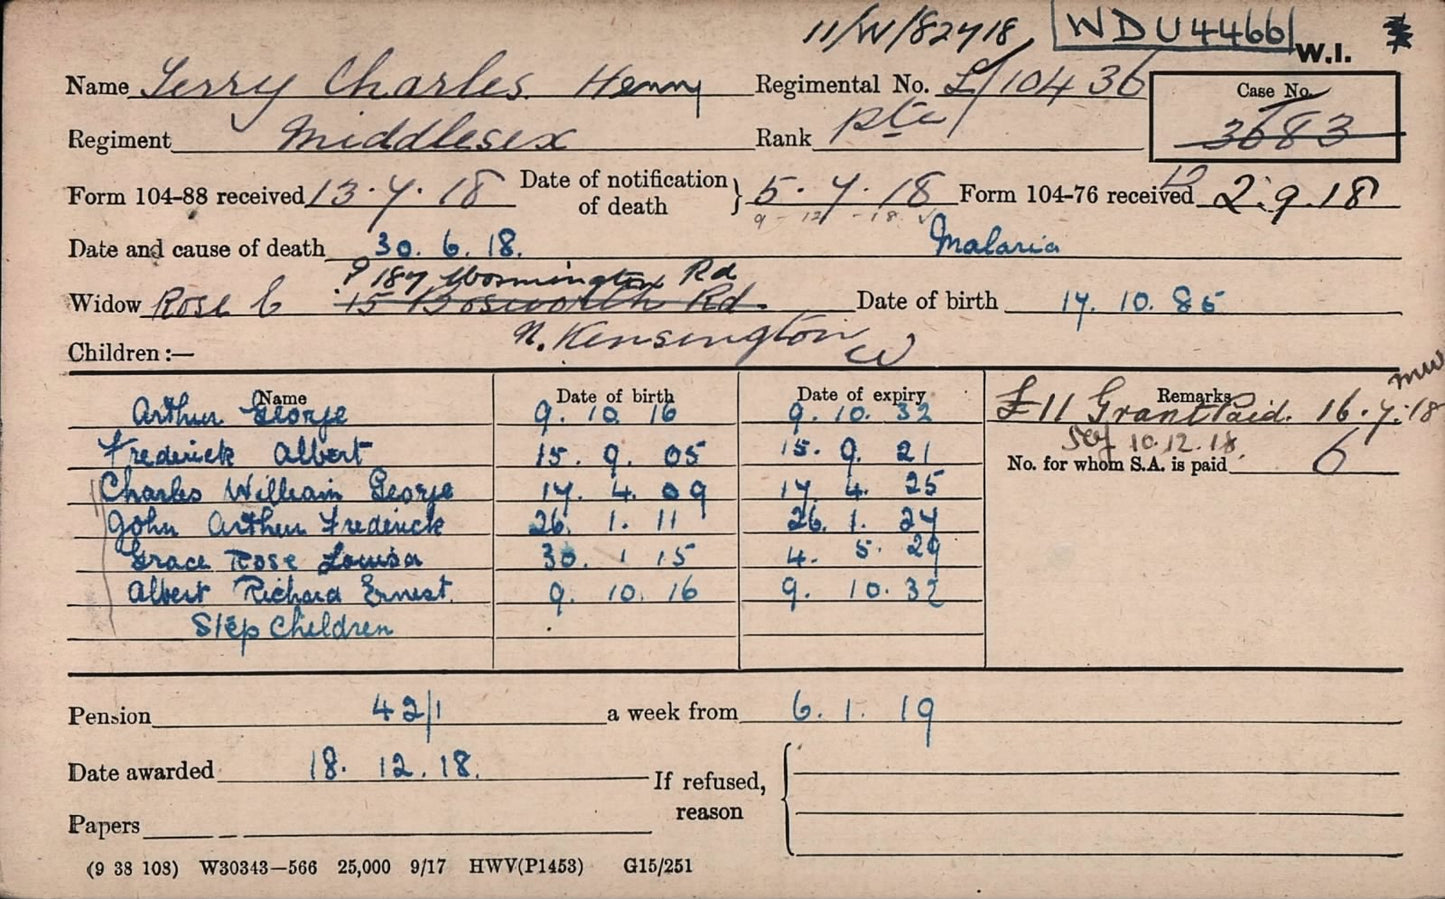 11/W/82718 WDU4466 W.I.
Name Terry Charles Henry Regimental No. L/10436 Case No.
Regiment Middlesex Rank Pte 3683
Form 104-88 received 13.7.18 Date of notification of death } 5.7.18 Form 104-76 received 2.9.18
9-12-18
Date and cause of death 30.6.18. Malaria
? 187 Wornington Rd
Widow Rose C 15 Bosworth Rd. Date of birth 17.10.85
N. Kensington W
Children :—
Name Date of birth Date of expiry Remarks
Arthur George 9.10.16 9.10.32 £11 Grant Paid. 16.7.18
Frederick Albert 15.9.05 15.9.21 10.12.18.
No. for whom S.A. is paid 6
Charles William George 17.4.09 17.4.25
John Arthur Frederick 26.1.11 26.1.27
Grace Rose Louisa 30.1.15 4.5.29
Albert Richard Ernest. 9.10.16 9.10.32
Step Children
Pension 42/1 a week from 6.1.19
Date awarded 18.12.18. If refused,
reason
Papers
(9 38 108) W30343—566 25,000 9/17 HWV(P1453) G15/251